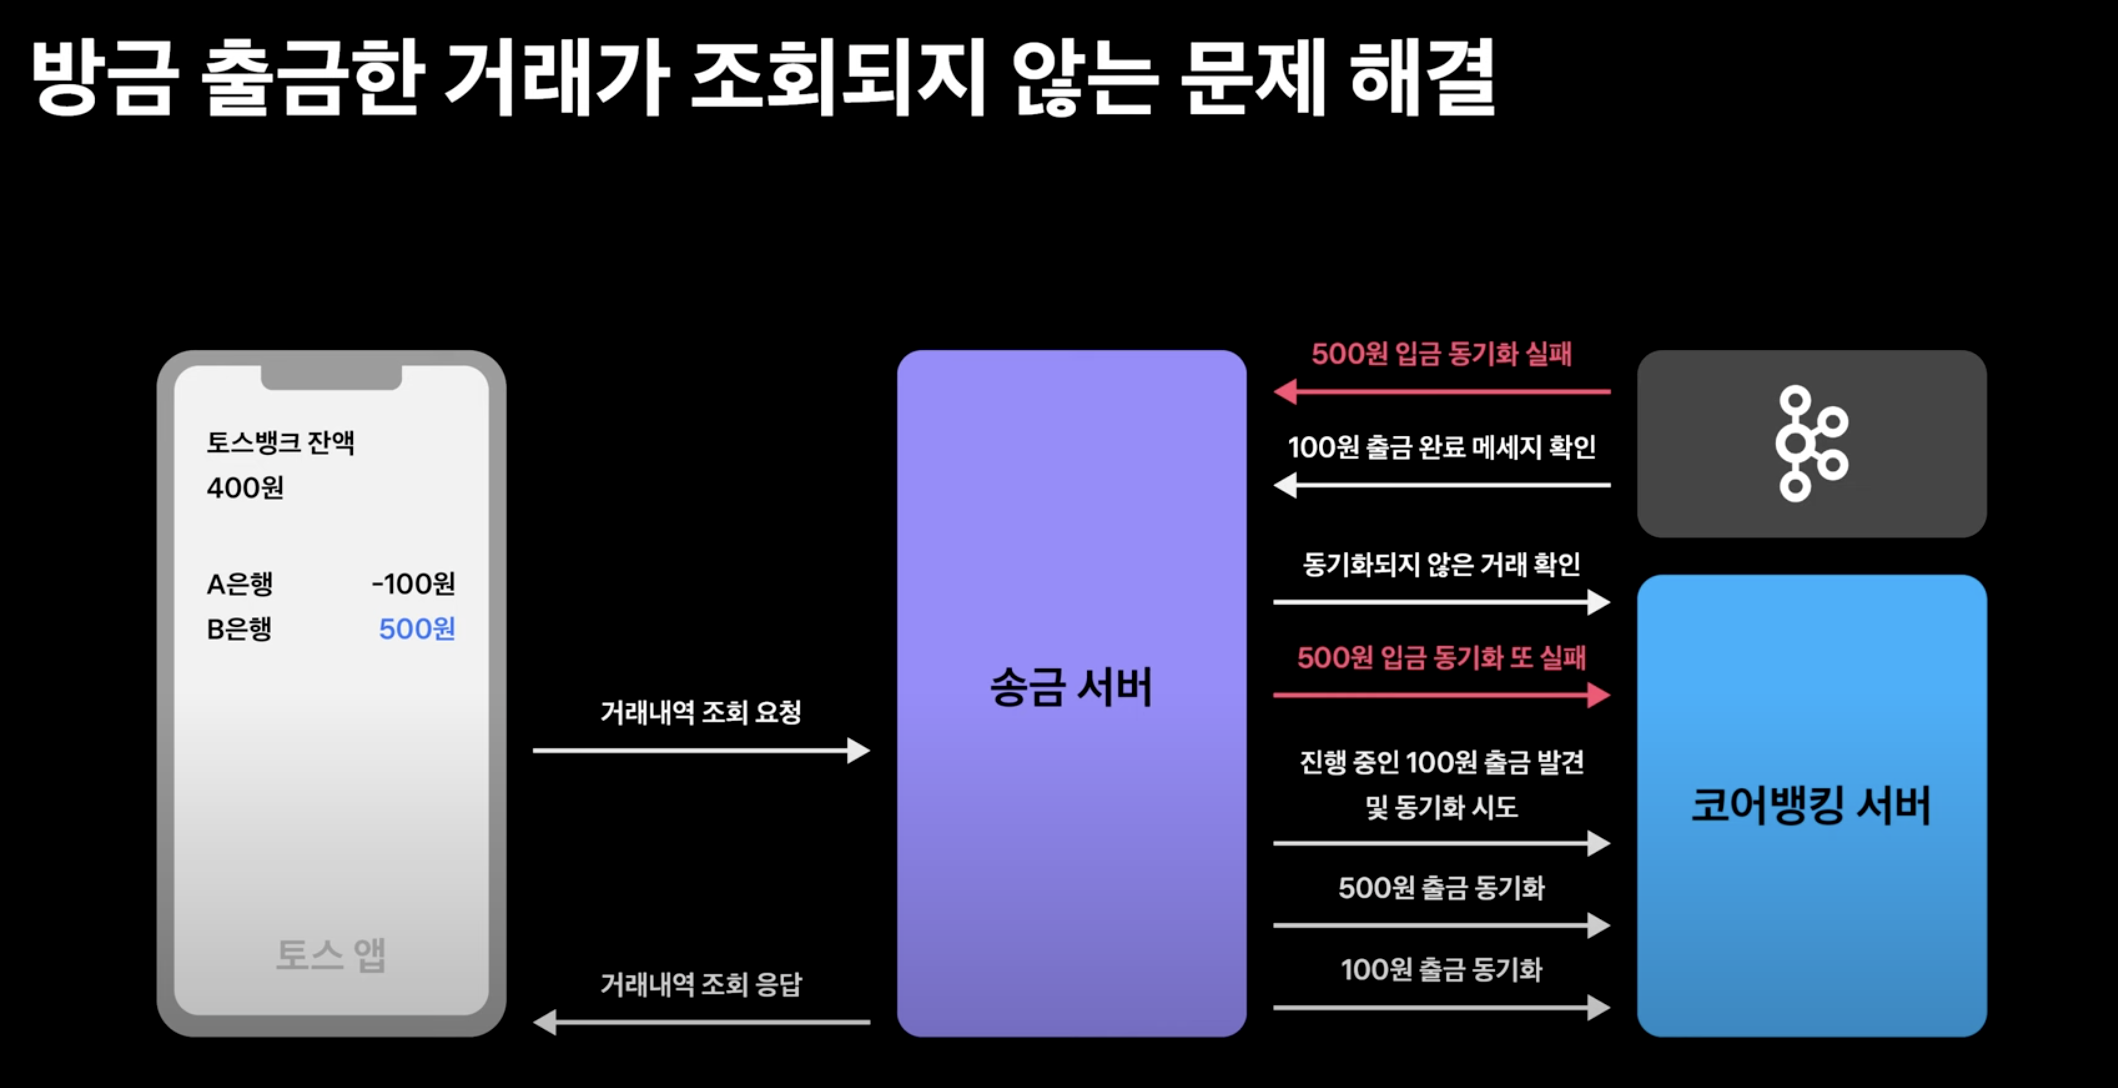 방금 출금한 거래가 조회되지 않는 문제 해결
토스뱅크 잔액
400원
A은행 -100원
B은행 500원
토스 앱
거래내역 조회 요청
거래내역 조회 응답
송금 서버
500원 입금 동기화 실패
100원 출금 완료 메세지 확인
동기화되지 않은 거래 확인
500원 입금 동기화 또 실패
진행 중인 100원 출금 발견
및 동기화 시도
500원 출금 동기화
100원 출금 동기화
코어뱅킹 서버